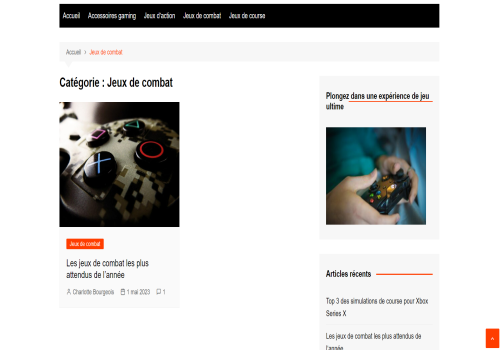 Accueil Accessoires gaming Jeux d'action Jeux de combat Jeux de course
Accueil > Jeux de combat
Catégorie : Jeux de combat
Jeux de combat
Les jeux de combat les plus
attendus de l'année
Charlotte Bourgeois 1 mai 2023 1
Plongez dans une expérience de jeu
ultime
Articles récents
Top 3 des simulations de course pour Xbox
Series X
Les jeux de combat les plus attendus de
l'année